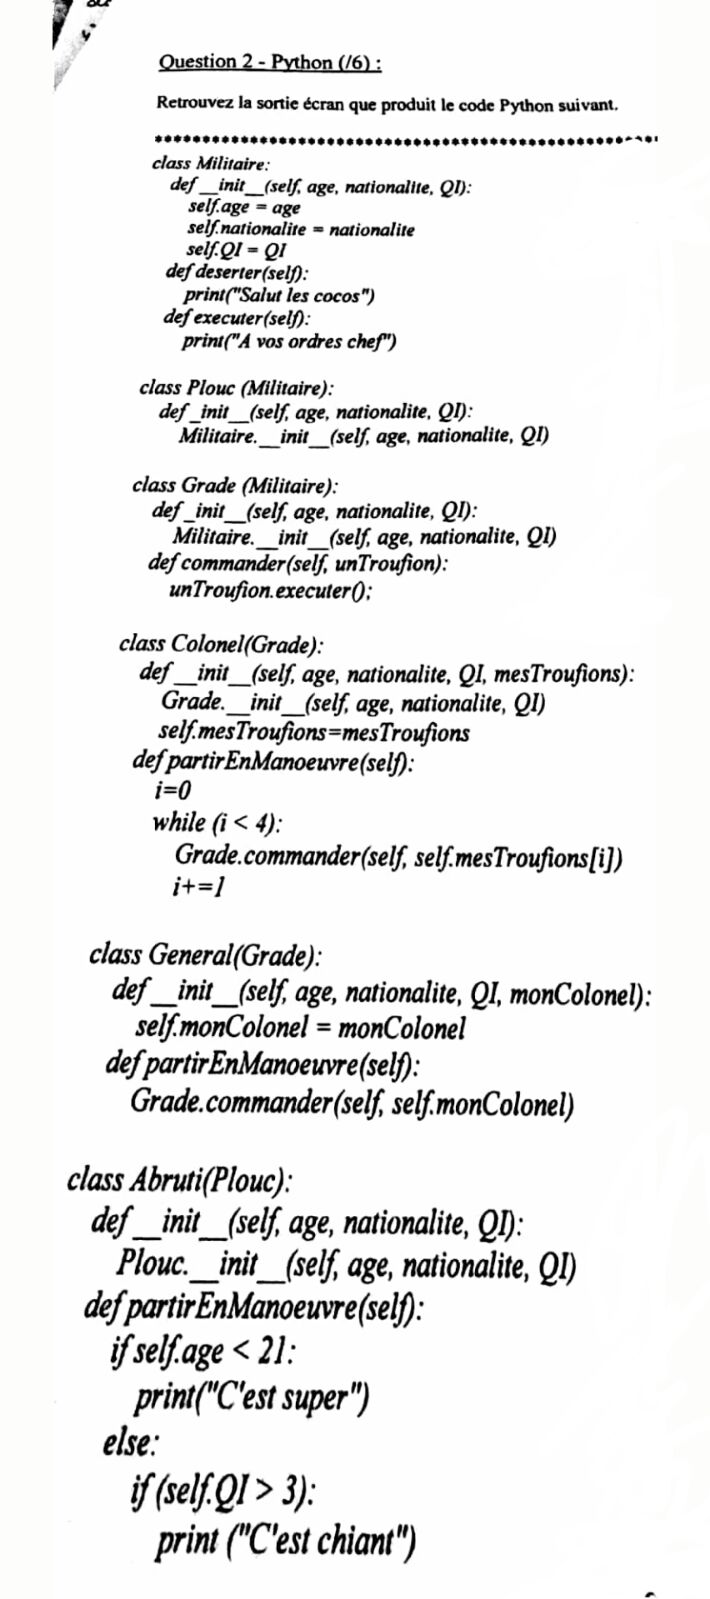 Question 2 - Python (/6) :
Retrouvez la sortie écran que produit le code Python suivant.
class Militaire:
def __init__(self, age, nationalite, QI):
self.age = age
self.nationalite = nationalite
self.QI = QI
def deserter(self):
print("Salut les cocos")
def executer(self):
print("A vos ordres chef")
class Plouc (Militaire):
def _init__(self, age, nationalite, QI):
Militaire.__init__(self, age, nationalite, QI)
class Grade (Militaire):
def _init__(self, age, nationalite, QI):
Militaire.__init__(self, age, nationalite, QI)
def commander(self, unTroufion):
unTroufion.executer();
class Colonel(Grade):
def __init__(self, age, nationalite, QI, mesTroufions):
Grade.__init__(self, age, nationalite, QI)
self.mesTroufions=mesTroufions
def partirEnManoeuvre(self):
i=0
while (i < 4):
Grade.commander(self, self.mesTroufions[i])
i+=1
class General(Grade):
def __init__(self, age, nationalite, QI, monColonel):
self.monColonel = monColonel
def partirEnManoeuvre(self):
Grade.commander(self, self.monColonel)
class Abruti(Plouc):
def __init__(self, age, nationalite, QI):
Plouc.__init__(self, age, nationalite, QI)
def partirEnManoeuvre(self):
if self.age < 21:
print("C'est super")
else:
if (self.QI > 3):
print ("C'est chiant")